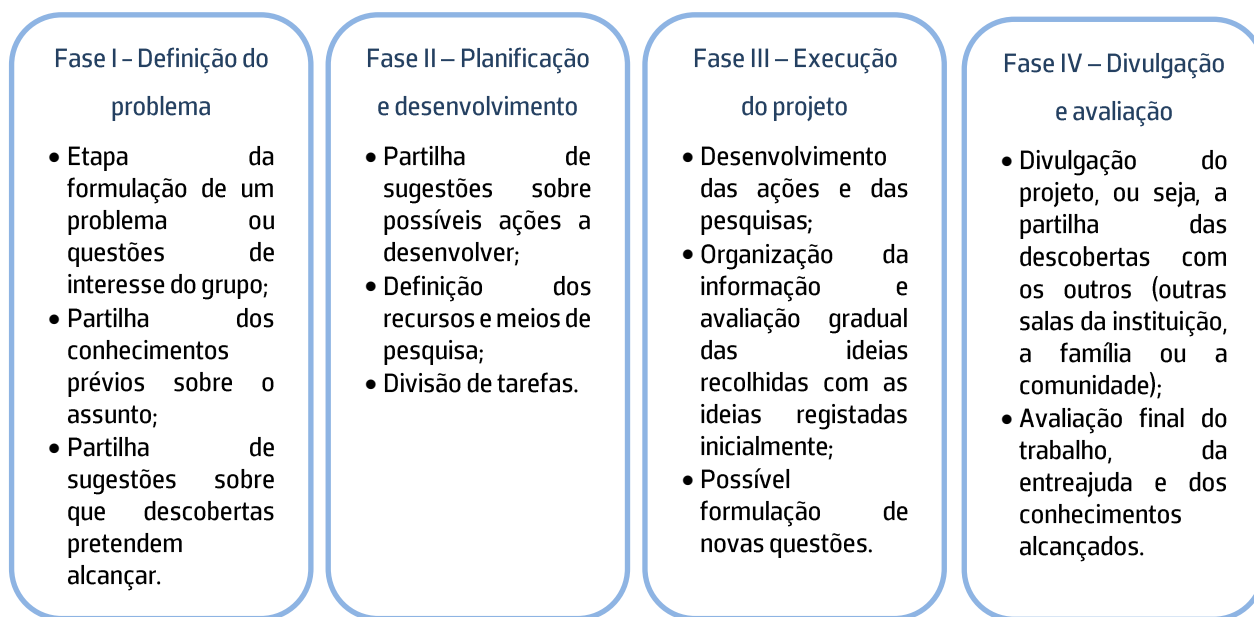 Fase I – Definição do
problema
• Etapa da
formulação de um
problema ou
questões de
interesse do grupo;
• Partilha dos
conhecimentos
prévios sobre o
assunto;
• Partilha de
sugestões sobre
que descobertas
pretendem
alcançar.
Fase II – Planificação
e desenvolvimento
• Partilha de
sugestões sobre
possíveis ações a
desenvolver;
• Definição dos
recursos e meios de
pesquisa;
• Divisão de tarefas.
Fase III – Execução
do projeto
• Desenvolvimento
das ações e das
pesquisas;
• Organização da
informação e
avaliação gradual
das ideias
recolhidas com as
ideias registadas
inicialmente;
• Possível
formulação de
novas questões.
Fase IV – Divulgação
e avaliação
• Divulgação do
projeto, ou seja, a
partilha das
descobertas com
os outros (outras
salas da instituição,
a família ou a
comunidade);
• Avaliação final do
trabalho, da
entreajuda e dos
conhecimentos
alcançados.